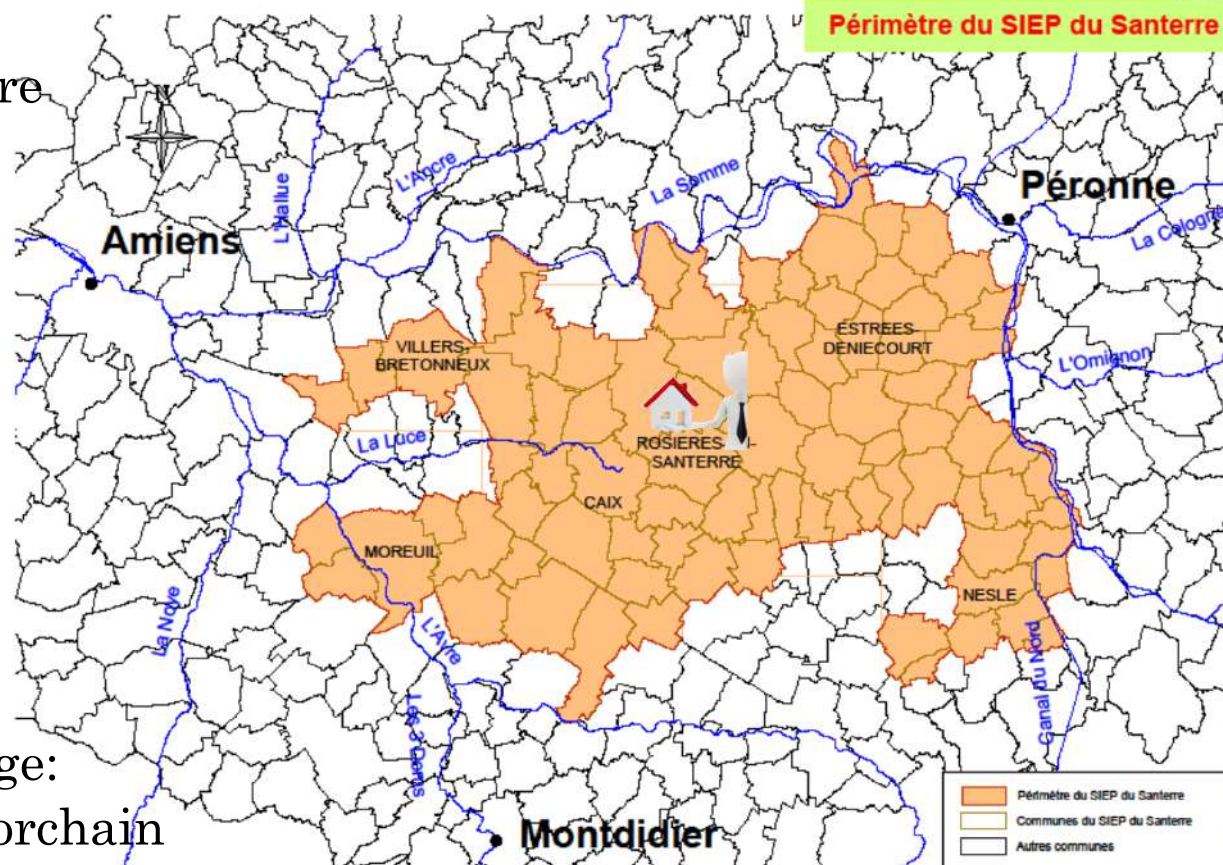 Périmètre du SIEP du Santerre
re
N
L'Hallue
L'Ancre
La Somme
Péronne
La Cologne
Amiens
VILLERS-
BRETONNEUX
ESTREES-
DENIECOURT
L'Omignon
La Luce
ROSIERES
SANTERRE
CAIX
MOREUIL
NESLE
La Noye
L'Avre
Les 3 Doms
Canal du Nord
ge:
orchain
Montdidier
Périmètre du SIEP du Santerre
Communes du SIEP du Santerre
Autres communes